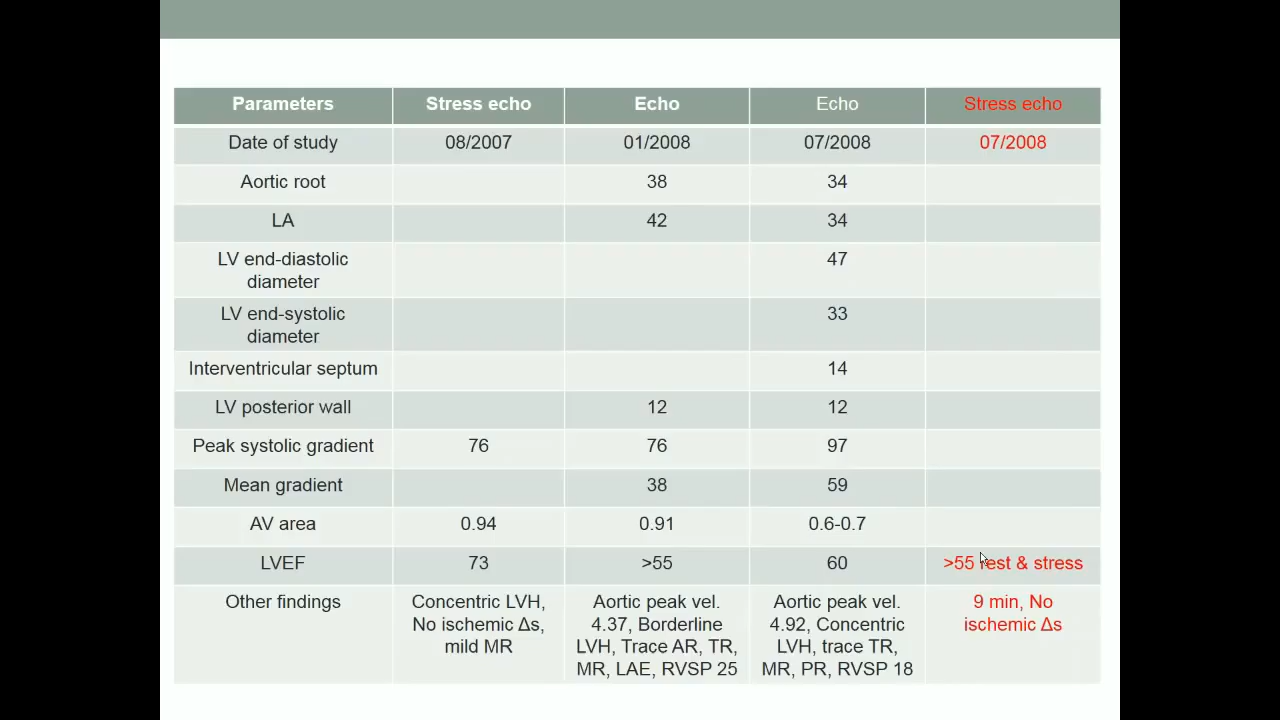 Parameters Stress echo Echo Echo Stress echo
Date of study 08/2007 01/2008 07/2008 07/2008
Aortic root 38 34
LA 42 34
LV end-diastolic 47
diameter
LV end-systolic 33
diameter
Interventricular septum 14
LV posterior wall 12 12
Peak systolic gradient 76 76 97
Mean gradient 38 59
AV area 0.94 0.91 0.6-0.7
LVEF 73 >55 60 >55 rest & stress
Other findings Concentric LVH, Aortic peak vel. Aortic peak vel. 9 min, No
No ischemic Δs, 4.37, Borderline 4.92, Concentric ischemic Δs
mild MR LVH, Trace AR, TR, LVH, trace TR,
MR, LAE, RVSP 25 MR, PR, RVSP 18